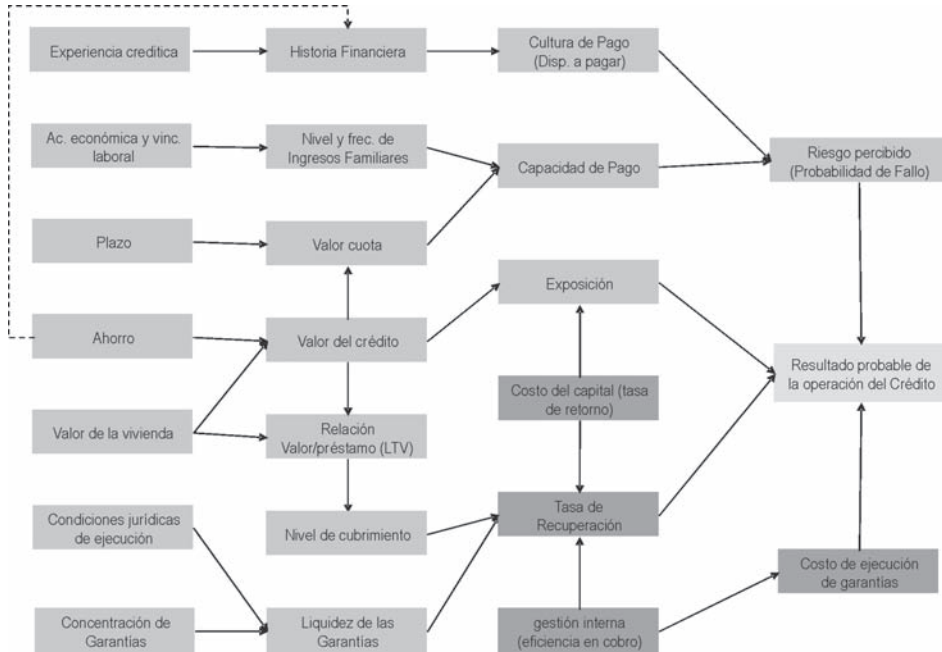 Experiencia creditica
Historia Financiera
Cultura de Pago
(Disp. a pagar)
Ac. económica y vinc.
laboral
Nivel y frec. de
Ingresos Familiares
Capacidad de Pago
Riesgo percibido
(Probabilidad de Fallo)
Plazo
Valor cuota
Exposición
Ahorro
Valor del crédito
Resultado probable de
la operación del Crédito
Costo del capital (tasa
de retorno)
Valor de la vivienda
Relación
Valor/préstamo (LTV)
Condiciones jurídicas
de ejecución
Nivel de cubrimiento
Tasa de
Recuperación
Costo de ejecución
de garantías
Concentración de
Garantías
Liquidez de las
Garantías
gestión interna
(eficiencia en cobro)